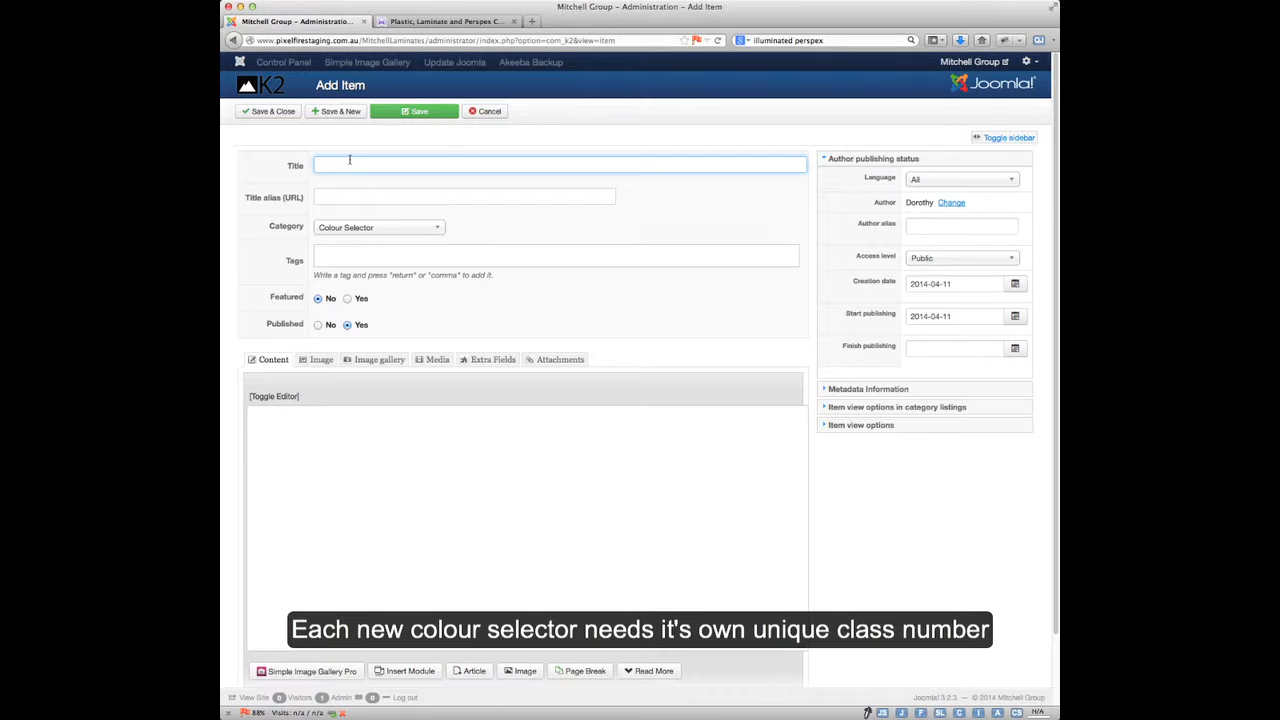 Mitchell Group – Administration – Add Item
Mitchell Group – Administratio...
Plastic, Laminate and Perspex C...
www.pixelfirestaging.com.au/MitchellLaminates/administrator/index.php?option=com_k2&view=item
illuminated perspex
Control Panel Simple Image Gallery Update Joomla Akeeba Backup
Mitchell Group
K2 Add Item
Joomla!
Save & Close Save & New Save Cancel
Toggle sidebar
Title
Title alias (URL)
Category Colour Selector
Tags
Write a tag and press "return" or "comma" to add it.
Featured No Yes
Published No Yes
Author publishing status
Language All
Author Dorothy Change
Author alias
Access level Public
Creation date 2014-04-11
Start publishing 2014-04-11
Finish publishing
Metadata Information
Item view options in category listings
Item view options
Content Image Image gallery Media Extra Fields Attachments
[Toggle Editor]
Each new colour selector needs it's own unique class number
Simple Image Gallery Pro Insert Module Article Image Page Break Read More
View Site 0 Visitors 1 Admin 0 Log out
Joomla! 3.2.3 — © 2014 Mitchell Group
88% Visits: n/a / n/a
JS J F SL C I A CS N/A